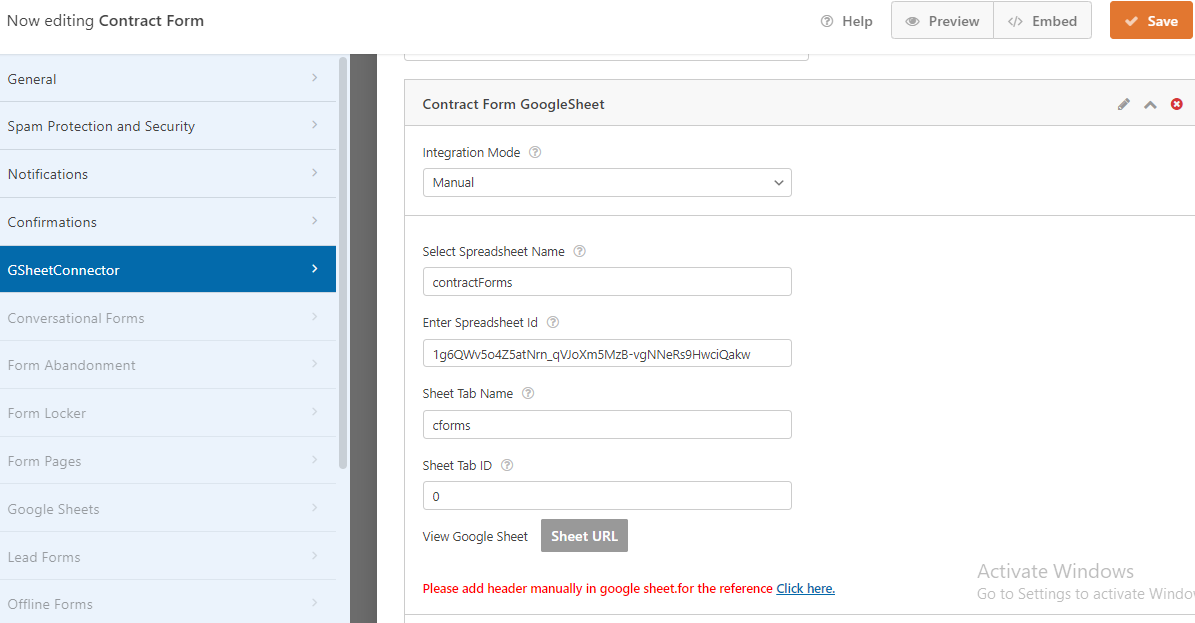 Now editing Contract Form
Help
Preview
Embed
Save
General
Spam Protection and Security
Notifications
Confirmations
GSheetConnector
Conversational Forms
Form Abandonment
Form Locker
Form Pages
Google Sheets
Lead Forms
Offline Forms
Contract Form GoogleSheet
Integration Mode
Manual
Select Spreadsheet Name
contractForms
Enter Spreadsheet Id
1g6QWv5o4Z5atNrn_qVJoXm5MzB-vgNNeRs9HwciQakw
Sheet Tab Name
cforms
Sheet Tab ID
0
View Google Sheet Sheet URL
Please add header manually in google sheet.for the reference Click here.
Activate Windows
Go to Settings to activate Windo